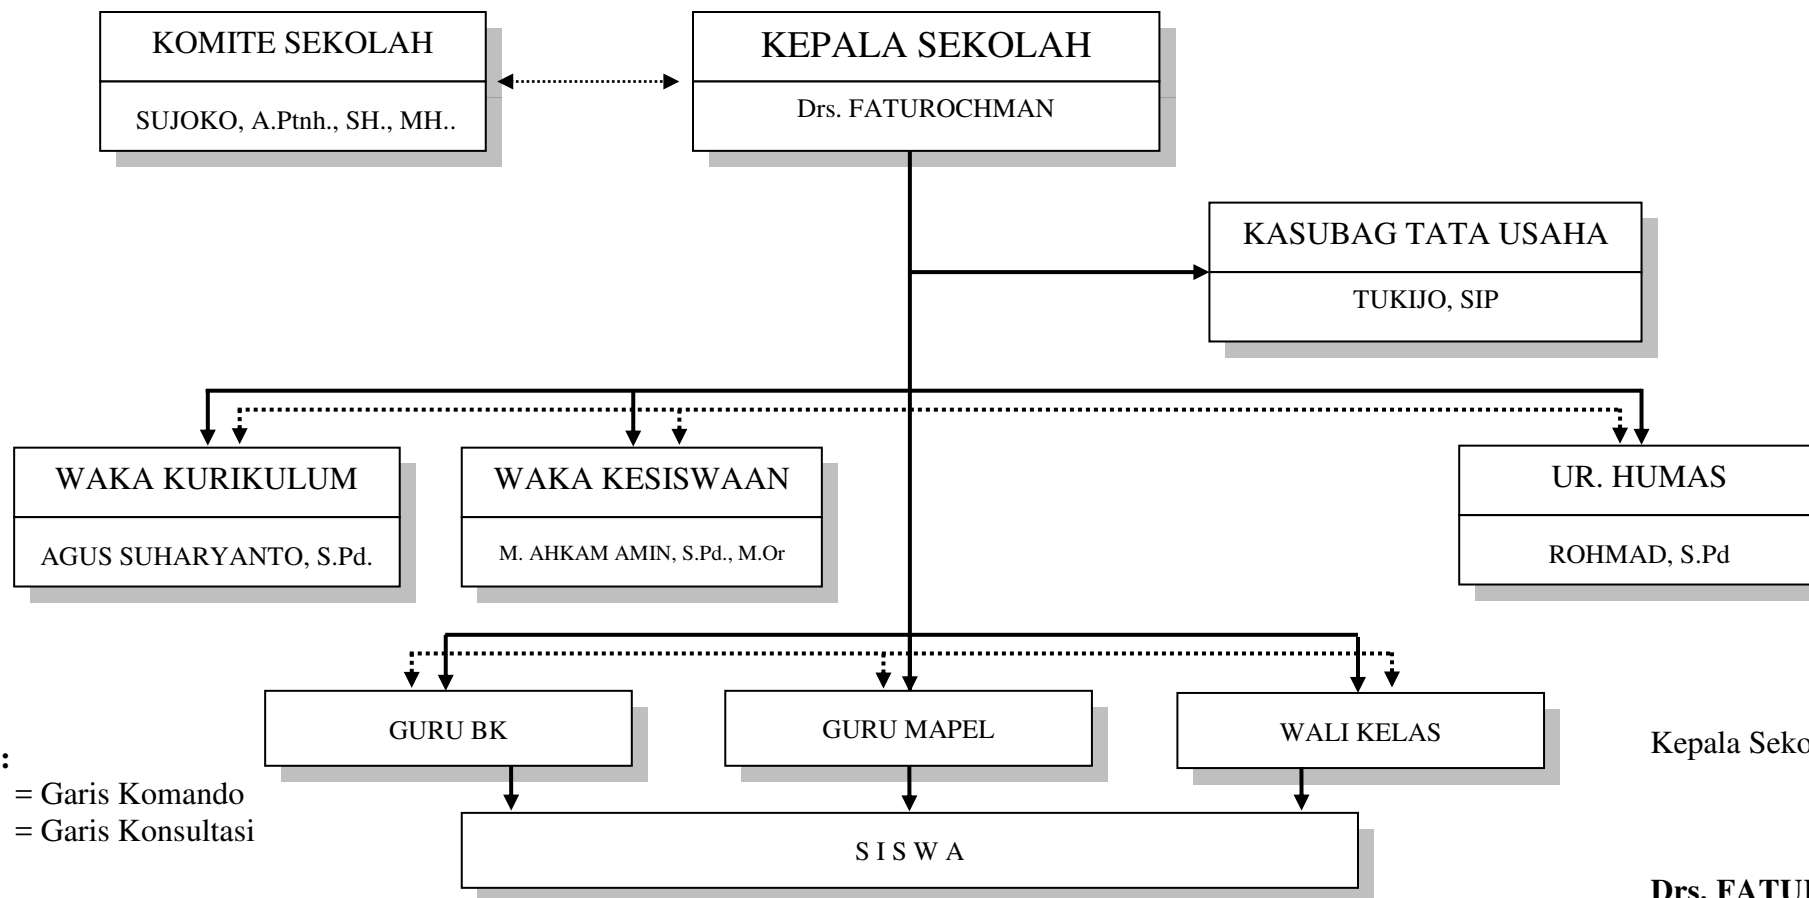 KOMITE SEKOLAH
SUJOKO, A.Ptnh., SH., MH..
KEPALA SEKOLAH
Drs. FATUROCHMAN
KASUBAG TATA USAHA
TUKIJO, SIP
WAKA KURIKULUM
AGUS SUHARYANTO, S.Pd.
WAKA KESISWAAN
M. AHKAM AMIN, S.Pd., M.Or
UR. HUMAS
ROHMAD, S.Pd
GURU BK
GURU MAPEL
WALI KELAS
:
= Garis Komando
= Garis Konsultasi
S I S W A
Kepala
Drs.